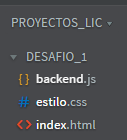 PROYECTOS_LIC
DESAFIO_1
{} backend.js
# estilo.css
<> index.html